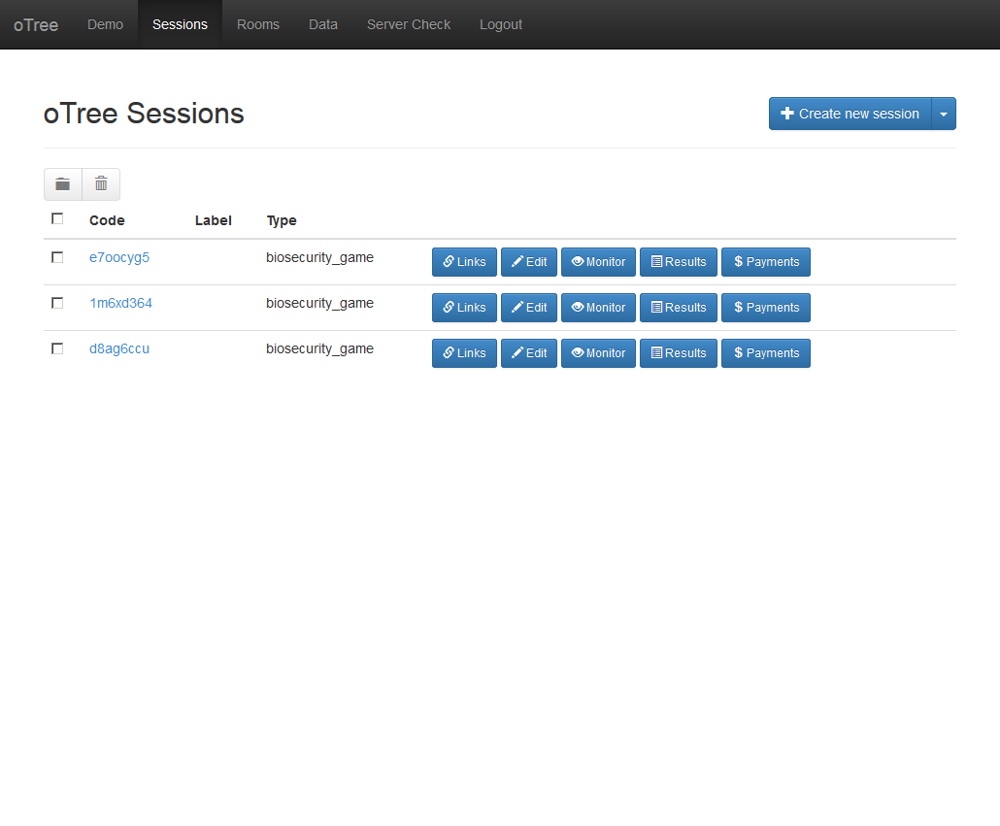 oTree Demo Sessions Rooms Data Server Check Logout
oTree Sessions Create new session
Code Label Type
e7oocyg5 biosecurity_game Links Edit Monitor Results $ Payments
1m6xd364 biosecurity_game Links Edit Monitor Results $ Payments
d8ag6ccu biosecurity_game Links Edit Monitor Results $ Payments